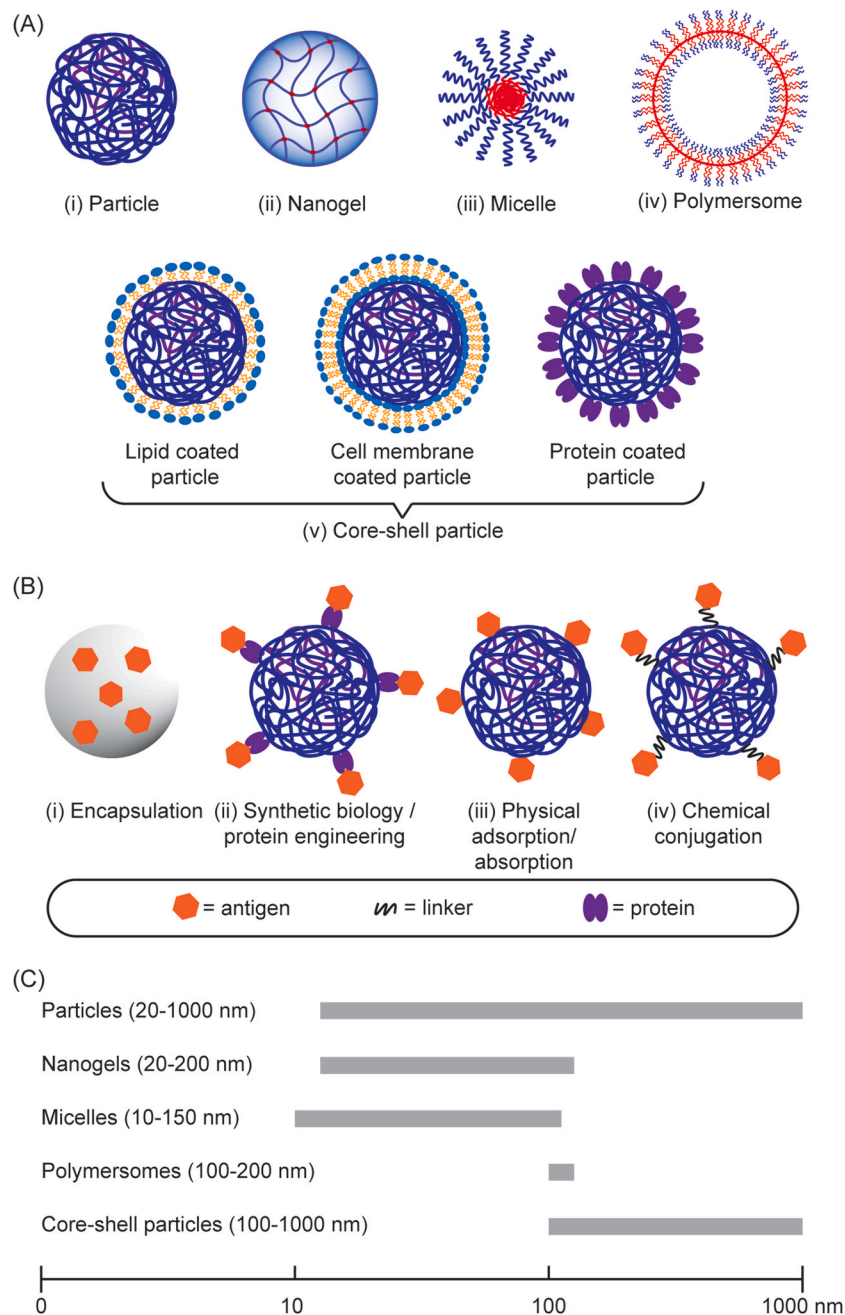 (A)
(i) Particle
(ii) Nanogel
(iii) Micelle
(iv) Polymersome
Lipid coated
particle
Cell membrane
coated particle
Protein coated
particle
(v) Core-shell particle
(B)
(i) Encapsulation
(ii) Synthetic biology /
protein engineering
(iii) Physical
adsorption/
absorption
(iv) Chemical
conjugation
= antigen
= linker
= protein
(C)
Particles (20-1000 nm)
Nanogels (20-200 nm)
Micelles (10-150 nm)
Polymersomes (100-200 nm)
Core-shell particles (100-1000 nm)
0 10 100 1000 nm